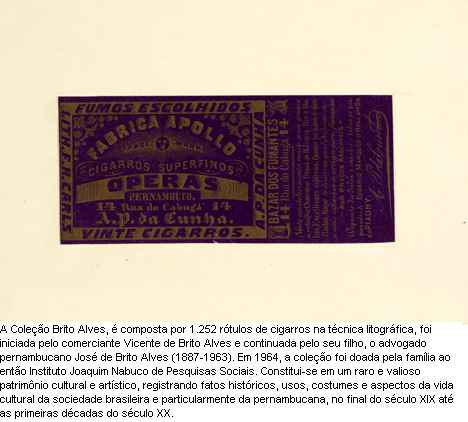 FUMOS ESCOLHIDOS
FABRICA APOLLO
CIGARROS SUPERFINOS
OPERAS
PERNAMBUCO,
14 Rua do Cabugá 14
A.P. da Cunha.
VINTE CIGARROS.
A.P. DA CUNHA
BAZAR DOS FUMANTES
14 Rua do Cabugá 14
A Coleção Brito Alves, é composta por 1.252 rótulos de cigarros na técnica litográfica, foi
iniciada pelo comerciante Vicente de Brito Alves e continuada pelo seu filho, o advogado
pernambucano José de Brito Alves (1887-1963). Em 1964, a coleção foi doada pela família ao
então Instituto Joaquim Nabuco de Pesquisas Sociais. Constitui-se em um raro e valioso
patrimônio cultural e artístico, registrando fatos históricos, usos, costumes e aspectos da vida
cultural da sociedade brasileira e particularmente da pernambucana, no final do século XIX até
as primeiras décadas do século XX.